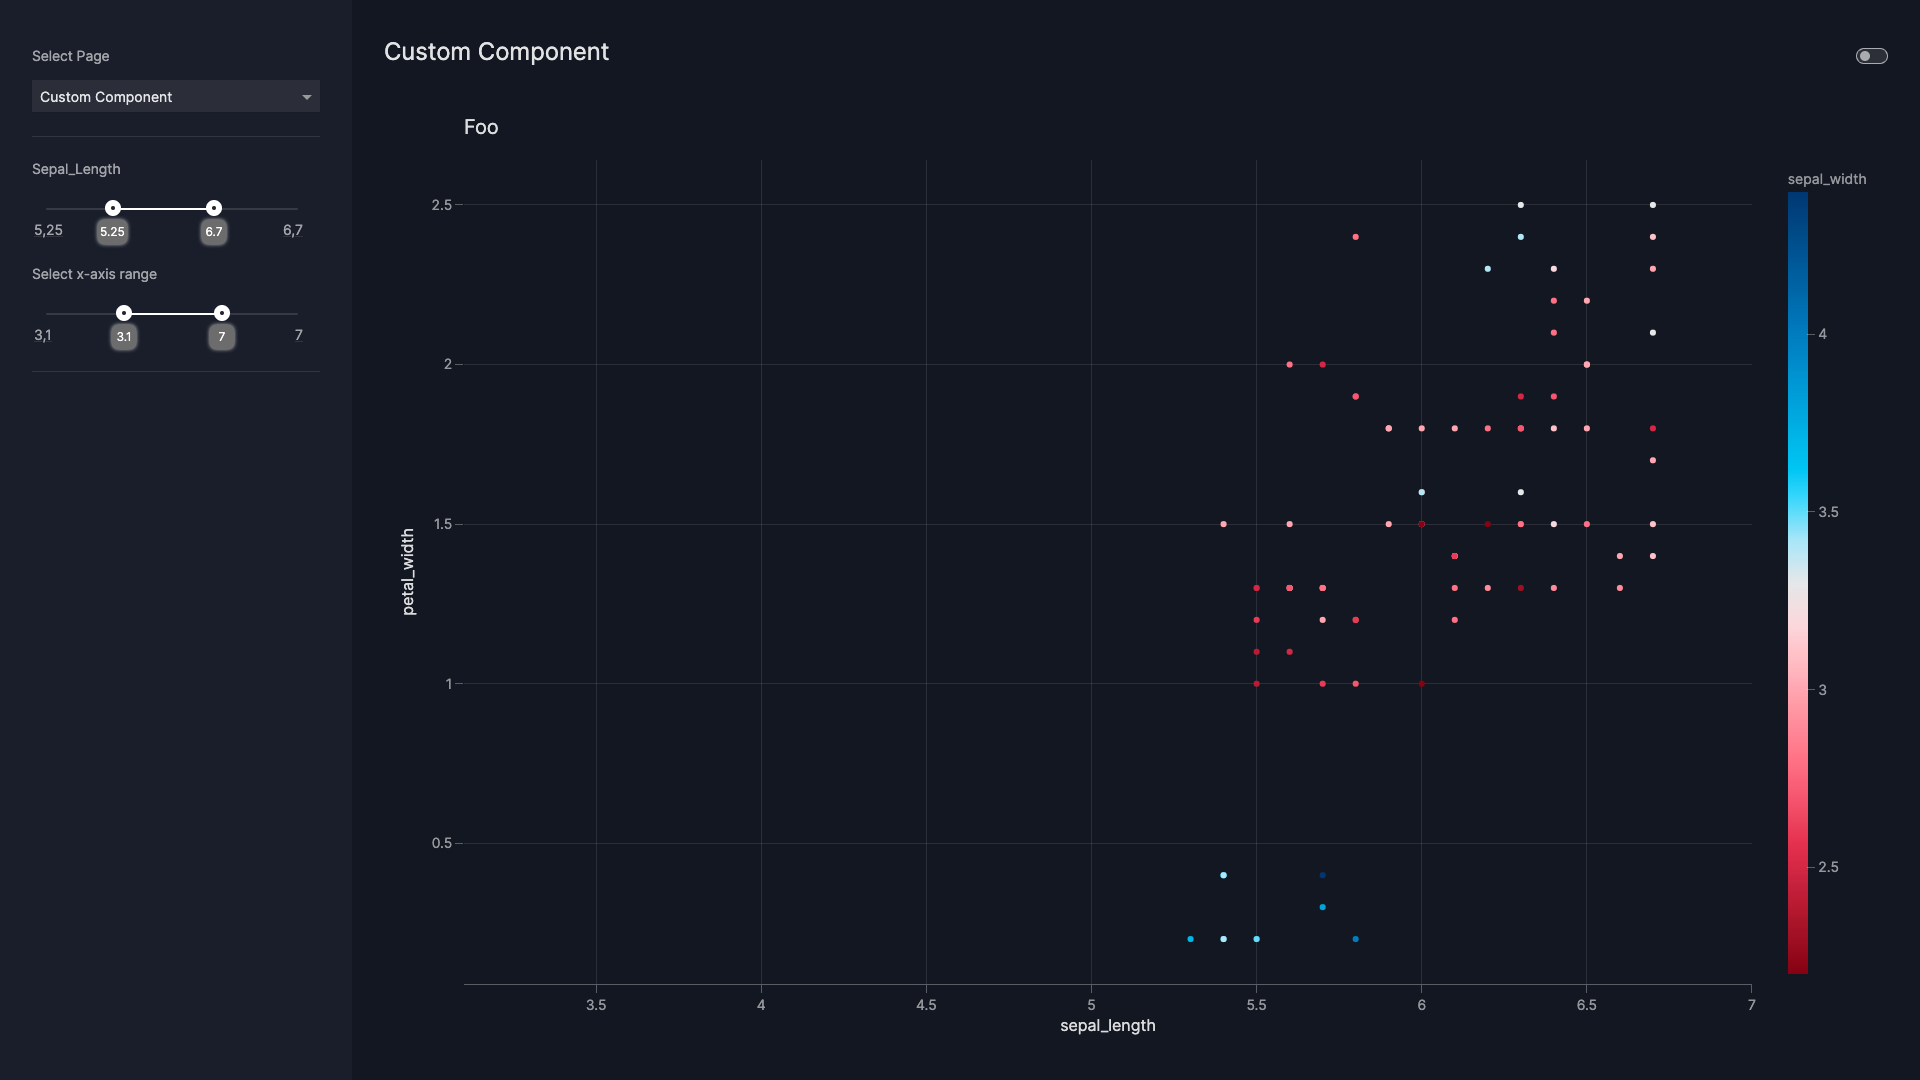 Select Page
Custom Component
Sepal_Length
5,25 5.25 6.7 6,7
Select x-axis range
3,1 3.1 7 7
Custom Component
Foo
sepal_width
4
3.5
3
2.5
petal_width
2.5
2
1.5
1
0.5
3.5 4 4.5 5 5.5 6 6.5 7
sepal_length